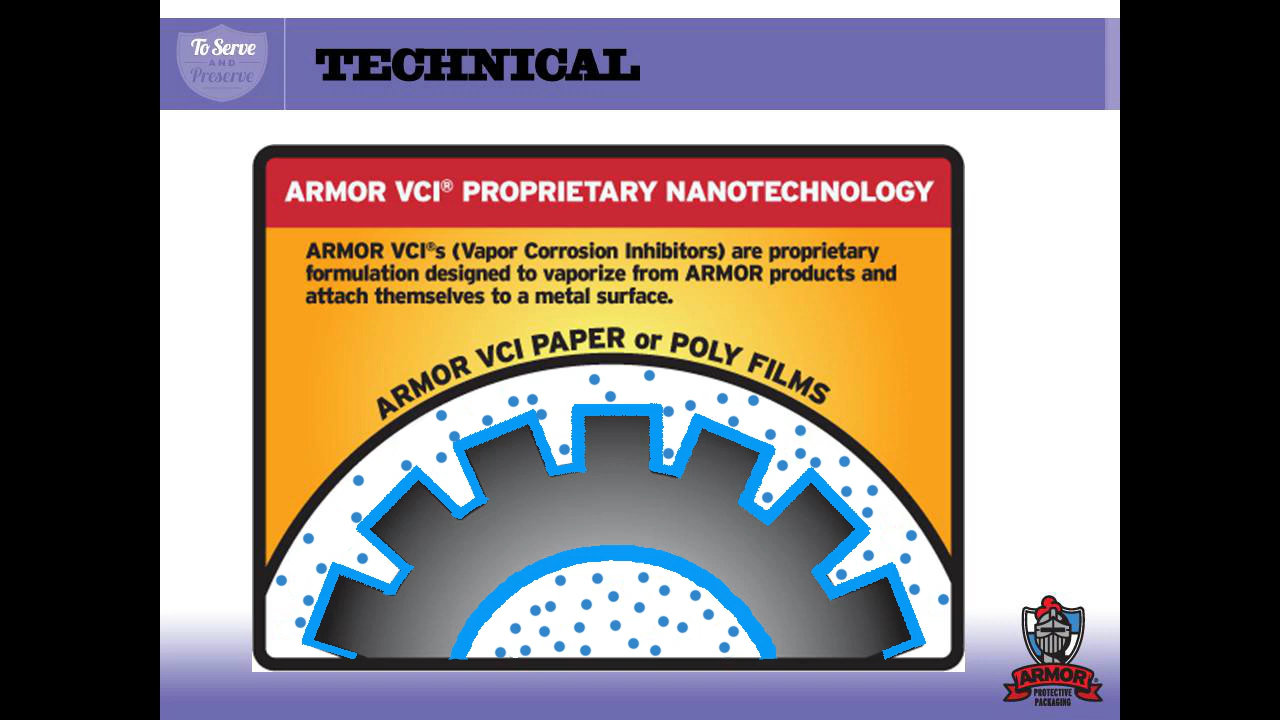 To Serve
AND
Preserve
TECHNICAL
ARMOR VCI® PROPRIETARY NANOTECHNOLOGY
ARMOR VCI®s (Vapor Corrosion Inhibitors) are proprietary
formulation designed to vaporize from ARMOR products and
attach themselves to a metal surface.
ARMOR VCI PAPER or POLY FILMS
ARMOR®
PROTECTIVE
PACKAGING